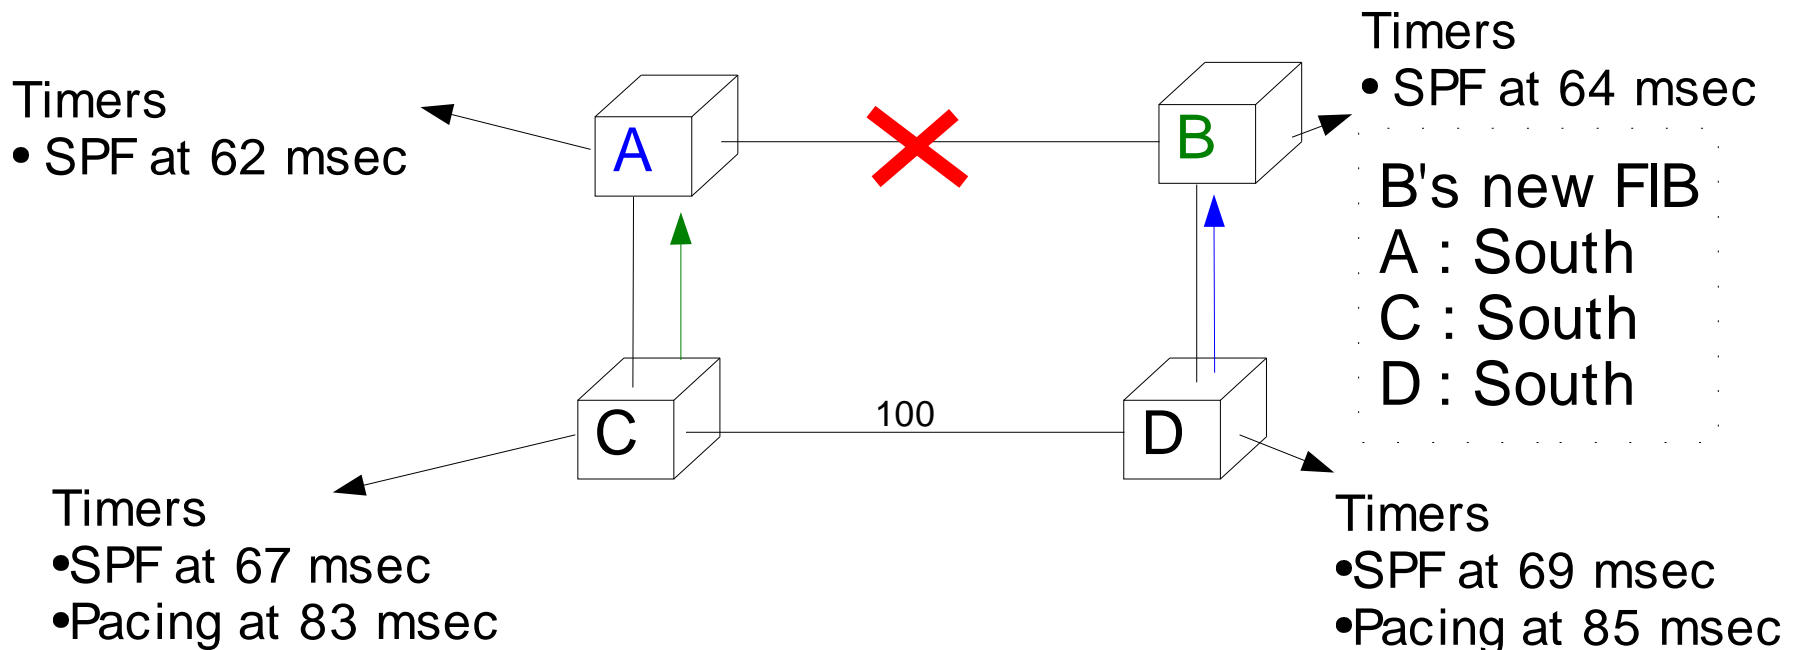 Timers
• SPF at 62 msec
A
B
Timers
• SPF at 64 msec
B's new FIB
A : South
C : South
D : South
C
100
D
Timers
•SPF at 67 msec
•Pacing at 83 msec
Timers
•SPF at 69 msec
•Pacing at 85 msec